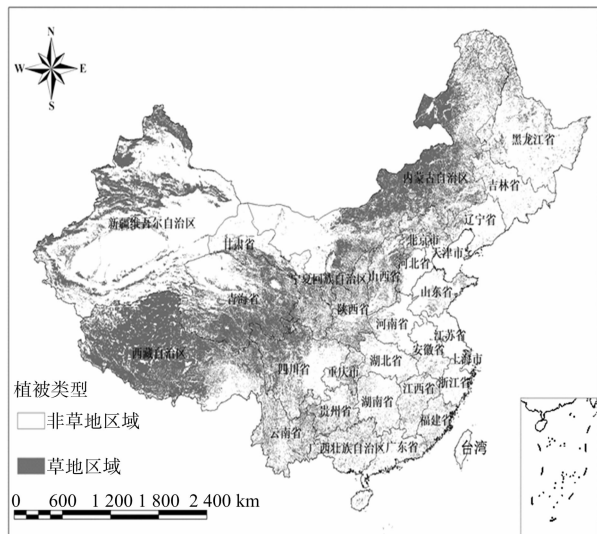 N
W
E
S
黑龙江省
内蒙古自治区
吉林省
辽宁省
新疆维吾尔自治区
甘肃省
北京市
天津市
河北省
宁夏回族自治区
山西省
山东省
青海省
陕西省
河南省
江苏省
安徽省
上海市
西藏自治区
四川省
重庆市
湖北省
浙江省
江西省
湖南省
贵州省
福建省
云南省
广西壮族自治区
广东省
台湾
植被类型
非草地区域
草地区域
0 600 1 200 1 800 2 400 km